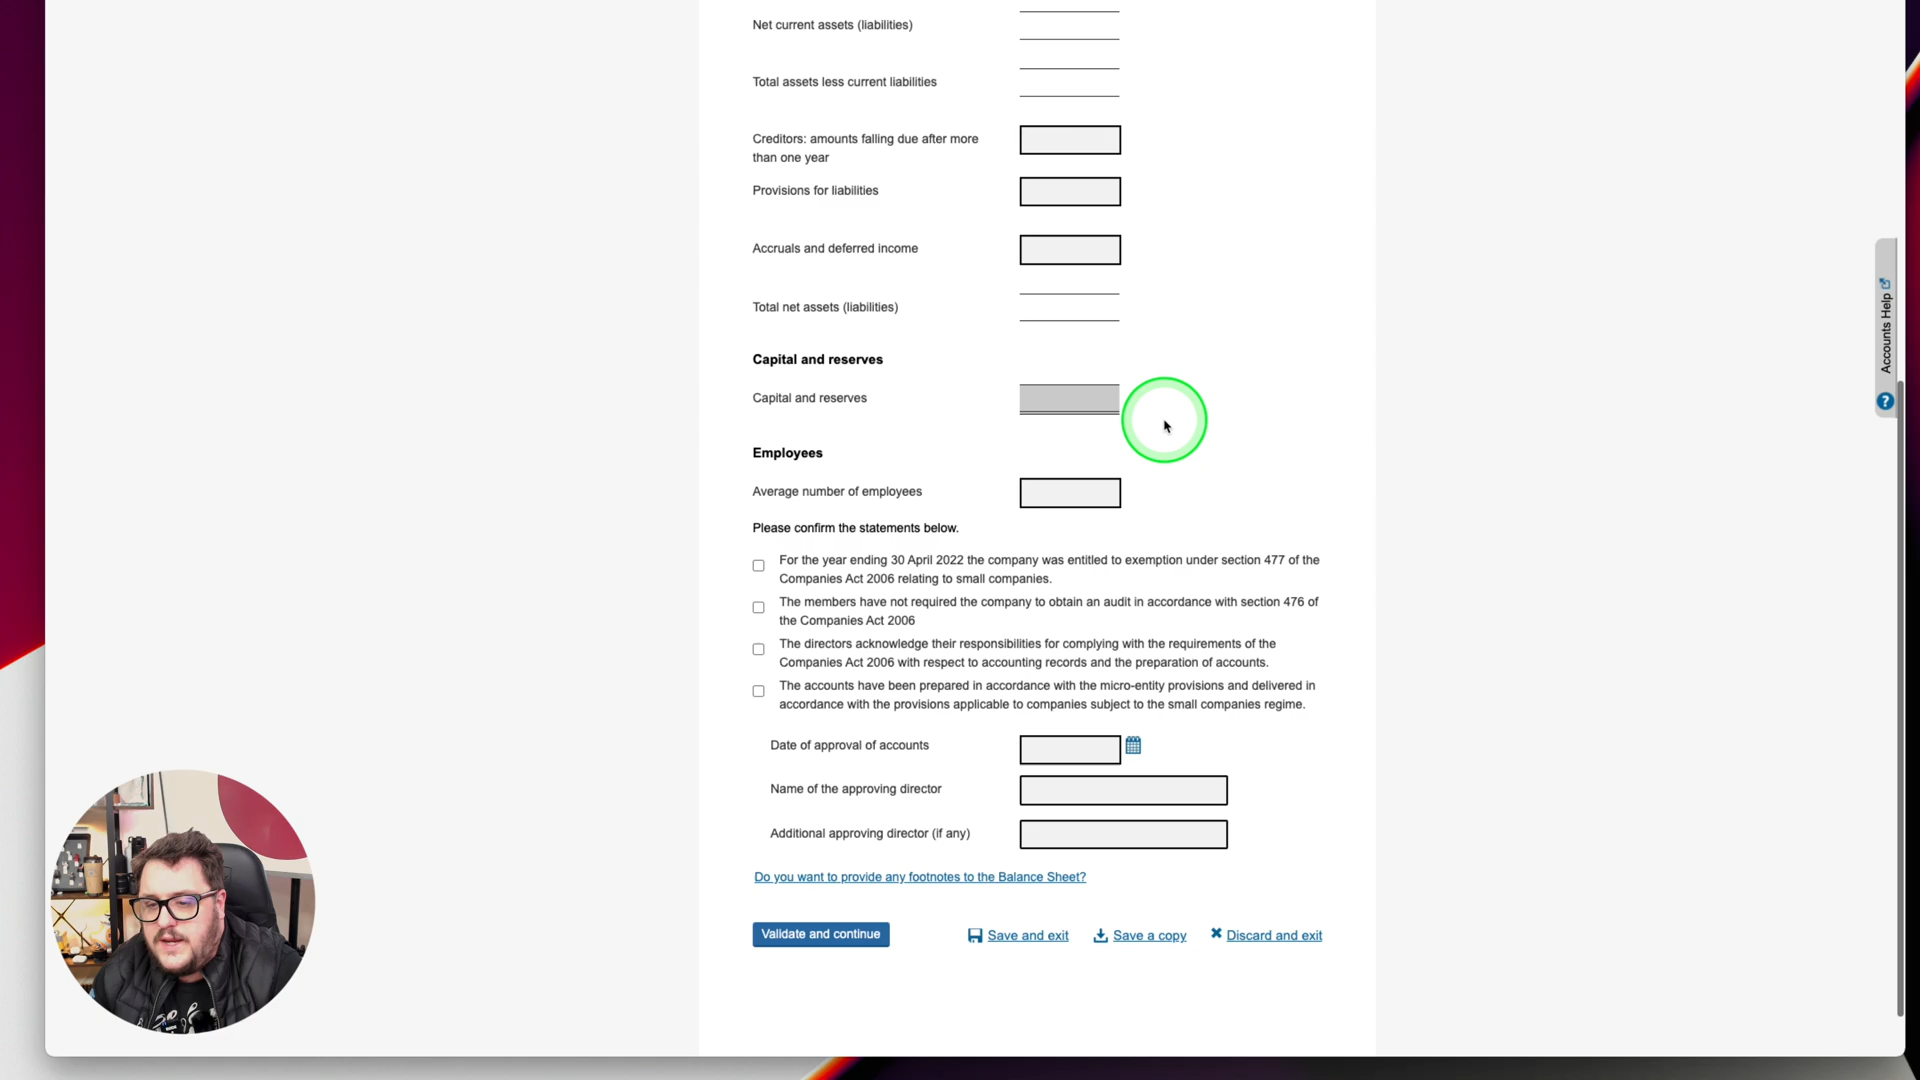 Net current assets (liabilities)
Total assets less current liabilities
Creditors: amounts falling due after more
than one year
Provisions for liabilities
Accruals and deferred income
Total net assets (liabilities)
Capital and reserves
Capital and reserves
Employees
Average number of employees
Please confirm the statements below.
For the year ending 30 April 2022 the company was entitled to exemption under section 477 of the
Companies Act 2006 relating to small companies.
The members have not required the company to obtain an audit in accordance with section 476 of
the Companies Act 2006
The directors acknowledge their responsibilities for complying with the requirements of the
Companies Act 2006 with respect to accounting records and the preparation of accounts.
The accounts have been prepared in accordance with the micro-entity provisions and delivered in
accordance with the provisions applicable to companies subject to the small companies regime.
Date of approval of accounts
Name of the approving director
Additional approving director (if any)
Do you want to provide any footnotes to the Balance Sheet?
Validate and continue
Save and exit
Save a copy
Discard and exit
Accounts Help
?